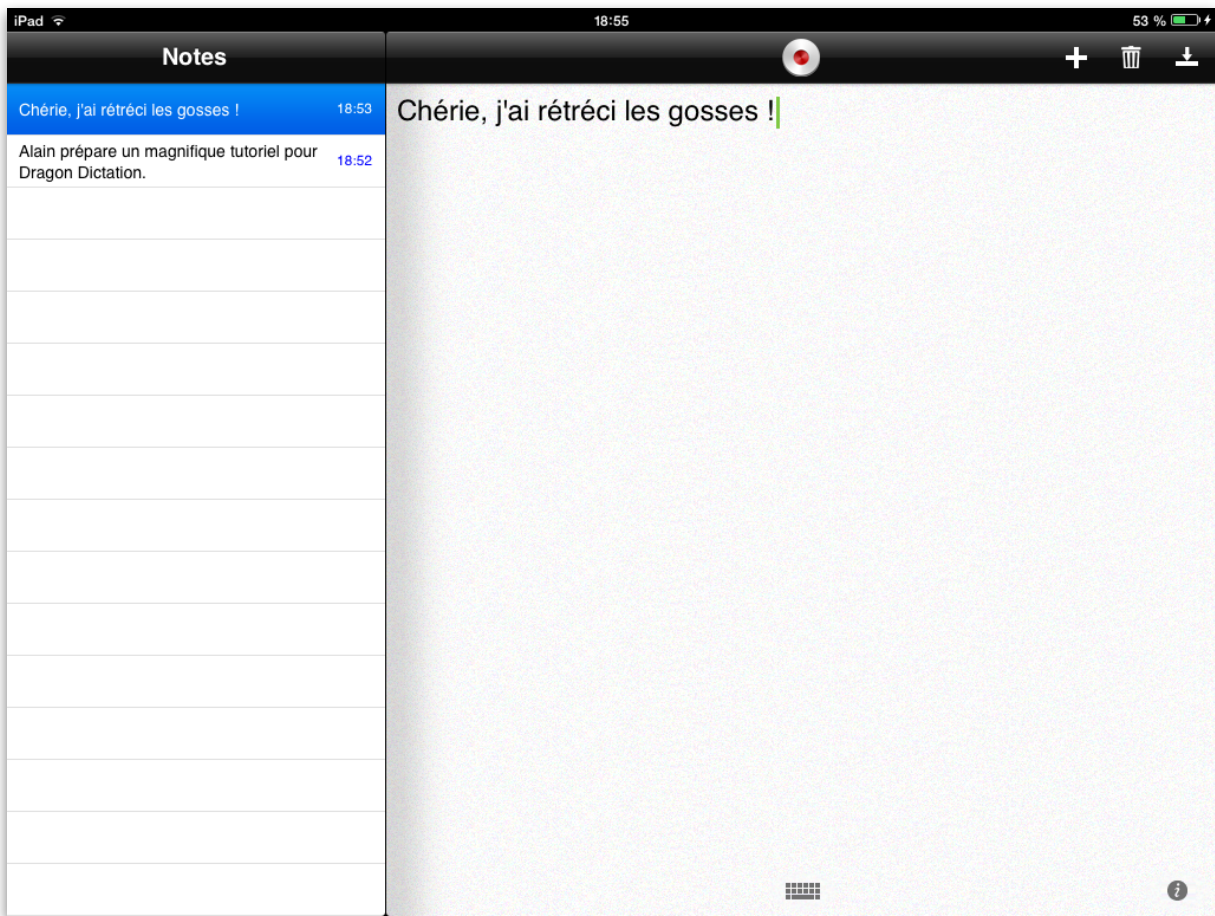 iPad 18:55 53 %
Notes
Chérie, j'ai rétréci les gosses ! 18:53
Alain prépare un magnifique tutoriel pour
Dragon Dictation. 18:52
Chérie, j'ai rétréci les gosses !